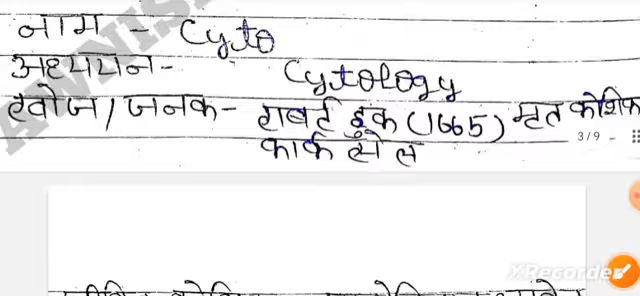 नाम - Cyto
अध्ययन - Cytology
खोज / जनक - राबर्ट हुक (1665) मृत कोशिक
कार्क सेल
3/9
XRecorder